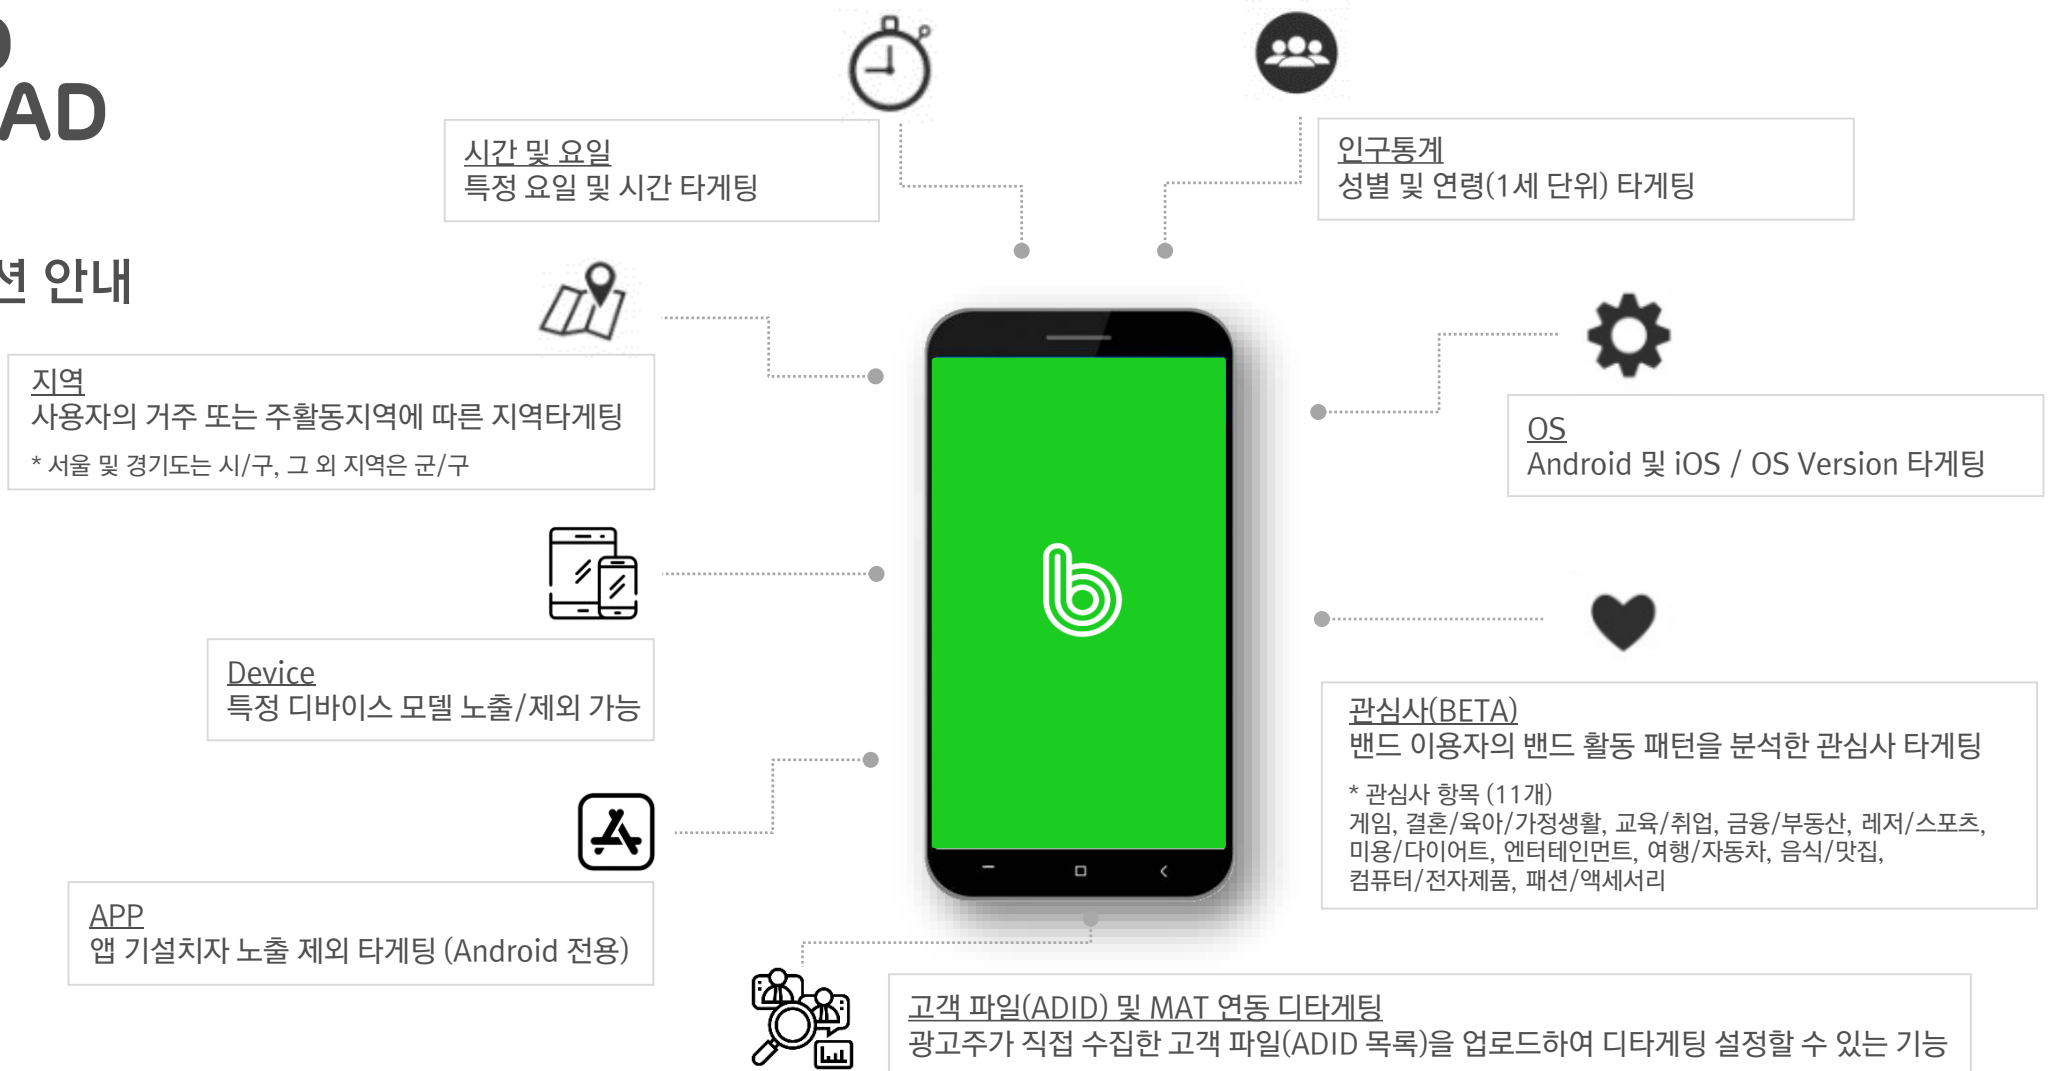 AD
션 안내
시간 및 요일
특정 요일 및 시간 타게팅
인구통계
성별 및 연령(1세 단위) 타게팅
지역
사용자의 거주 또는 주활동지역에 따른 지역타게팅
* 서울 및 경기도는 시/구, 그 외 지역은 군/구
OS
Android 및 iOS / OS Version 타게팅
Device
특정 디바이스 모델 노출/제외 가능
관심사(BETA)
밴드 이용자의 밴드 활동 패턴을 분석한 관심사 타게팅
* 관심사 항목 (11개)
게임, 결혼/육아/가정생활, 교육/취업, 금융/부동산, 레저/스포츠,
미용/다이어트, 엔터테인먼트, 여행/자동차, 음식/맛집,
컴퓨터/전자제품, 패션/액세서리
APP
앱 기설치자 노출 제외 타게팅 (Android 전용)
고객 파일(ADID) 및 MAT 연동 디타게팅
광고주가 직접 수집한 고객 파일(ADID 목록)을 업로드하여 디타게팅 설정할 수 있는 기능